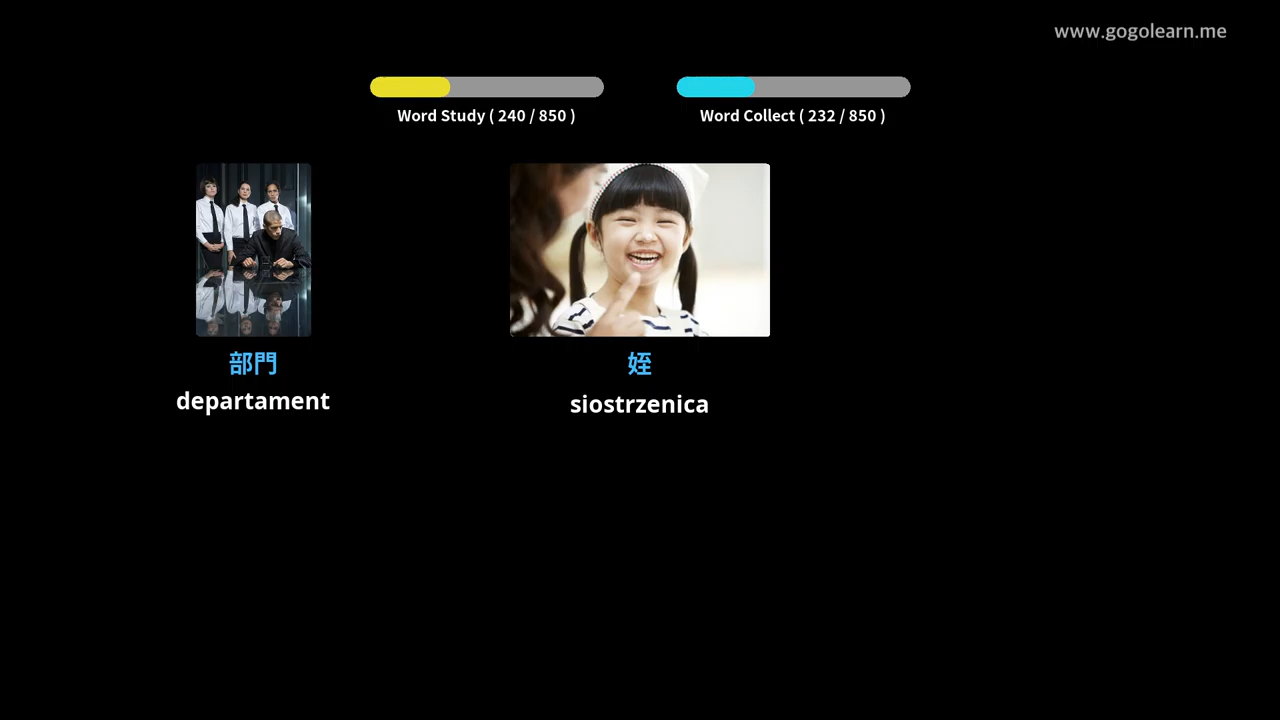 www.gogolearn.me
Word Study ( 240 / 850 )
Word Collect ( 232 / 850 )
部門
departament
姪
siostrzenica